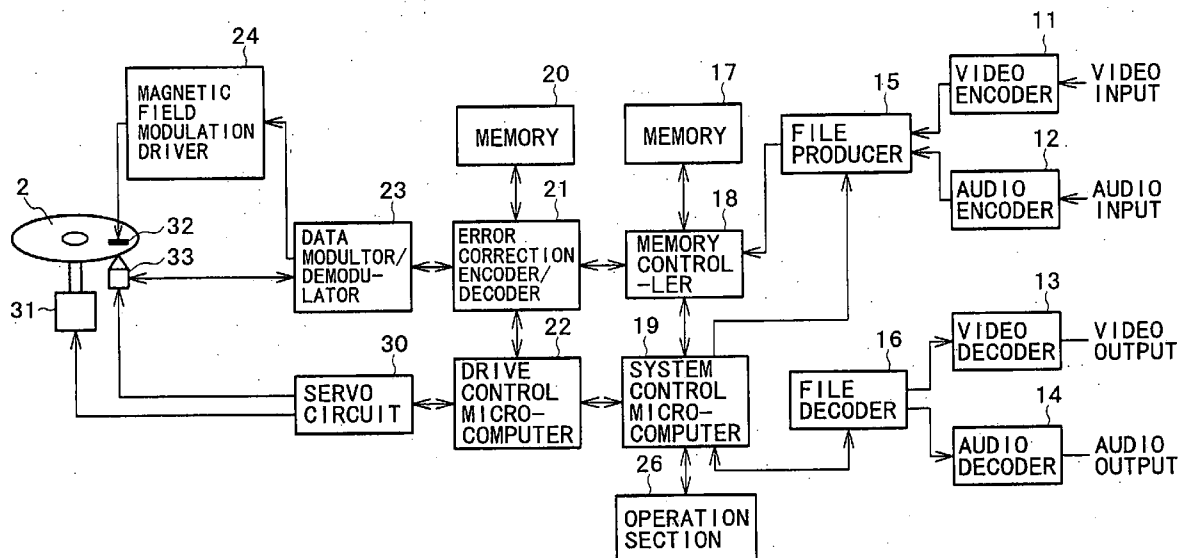 24
MAGNETIC
FIELD
MODULATION
DRIVER
20
MEMORY
17
MEMORY
15
FILE
PRODUCER
11
VIDEO
ENCODER
VIDEO
INPUT
12
AUDIO
ENCODER
AUDIO
INPUT
2
32
33
31
23
DATA
MODULTOR/
DEMODU-
LATOR
21
ERROR
CORRECTION
ENCODER/
DECODER
18
MEMORY
CONTROL
-LER
30
SERVO
CIRCUIT
22
DRIVE
CONTROL
MICRO-
COMPUTER
19
SYSTEM
CONTROL
MICRO-
COMPUTER
16
FILE
DECODER
13
VIDEO
DECODER
VIDEO
OUTPUT
14
AUDIO
DECODER
AUDIO
OUTPUT
26
OPERATION
SECTION